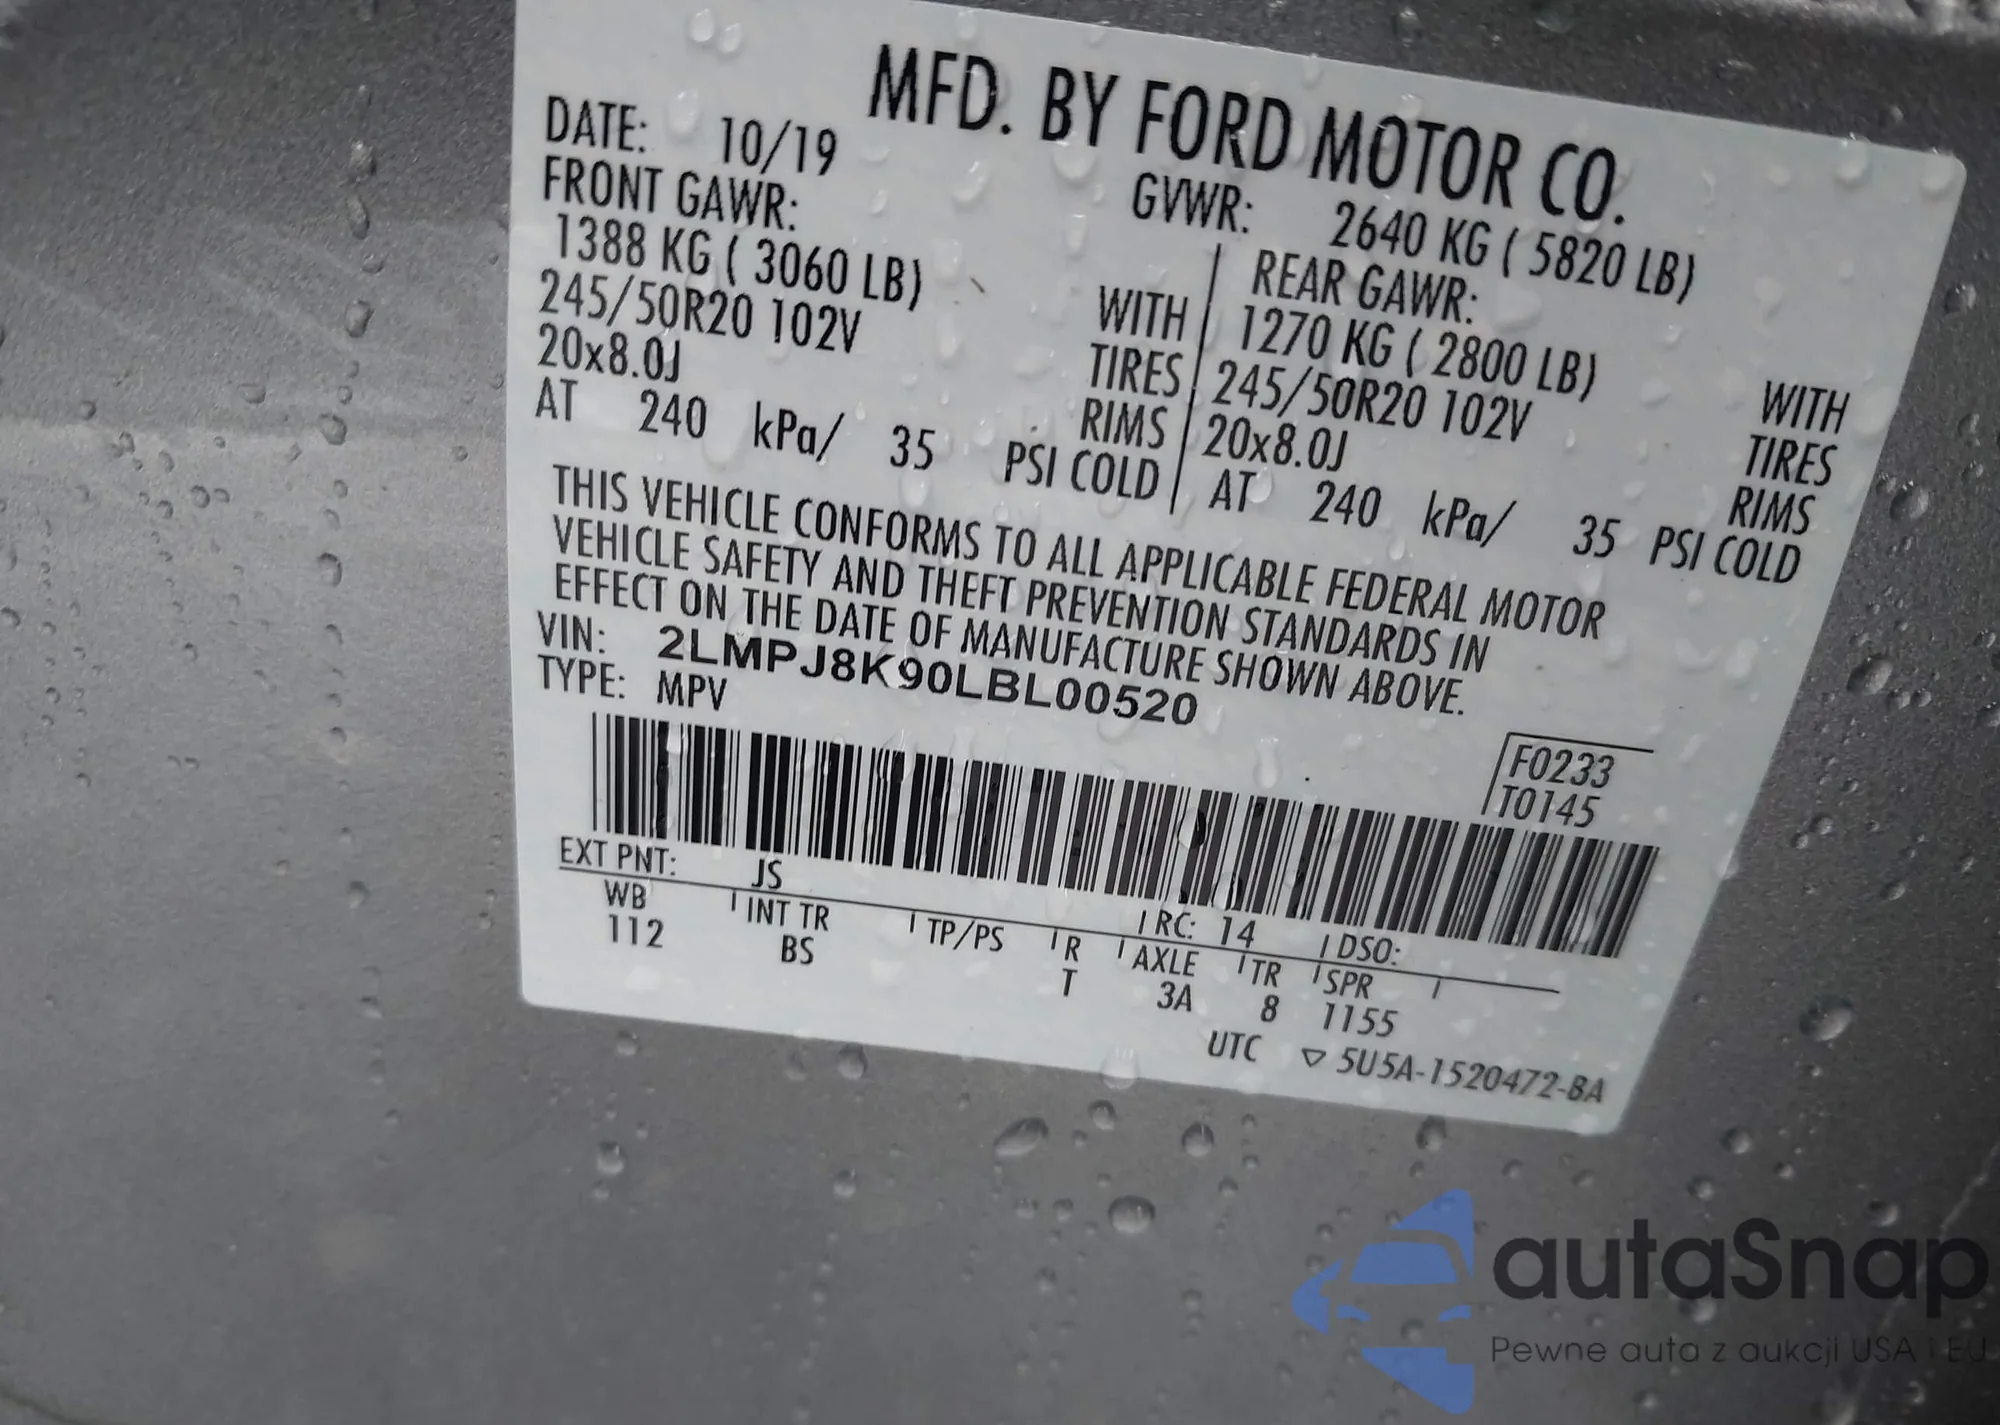 MFD. BY FORD MOTOR CO.
DATE: 10/19
GVWR: 2640 KG ( 5820 LB)
FRONT GAWR:
1388 KG ( 3060 LB) WITH
245/50R20 102V TIRES
20x8.0J RIMS
AT 240 kPa/ 35 PSI COLD
REAR GAWR:
1270 KG ( 2800 LB) WITH
245/50R20 102V TIRES
20x8.0J RIMS
AT 240 kPa/ 35 PSI COLD
THIS VEHICLE CONFORMS TO ALL APPLICABLE FEDERAL MOTOR
VEHICLE SAFETY AND THEFT PREVENTION STANDARDS IN
EFFECT ON THE DATE OF MANUFACTURE SHOWN ABOVE.
VIN: 2LMPJ8K90LBL00520
TYPE: MPV
F0233
T0145
EXT PNT: JS RC: 14 DSO:
WB INT TR TP/PS R AXLE TR SPR
112 BS T 3A 8 1155
UTC ▽ 5U5A-1520472-BA
autaSnap
Pewne auta z aukcji USA i EU